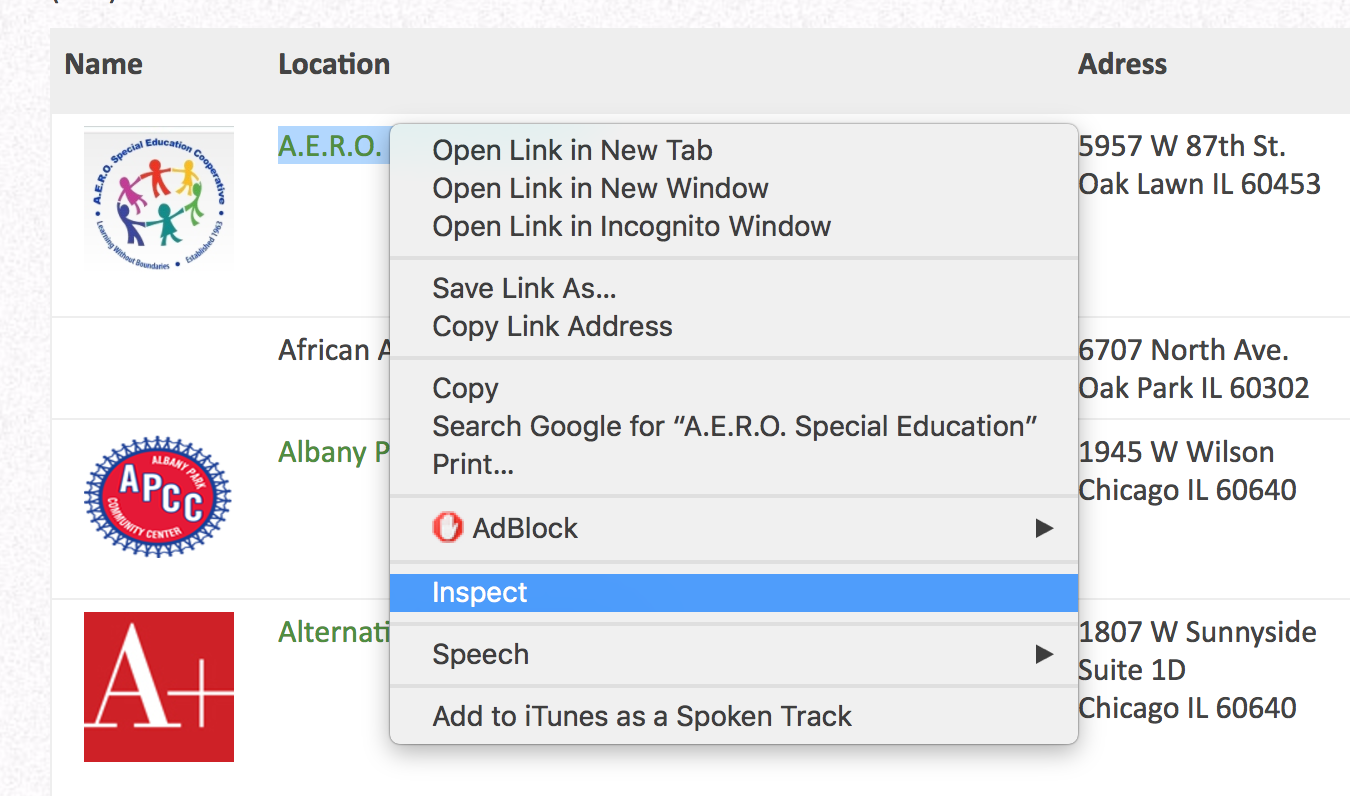 Name Location Adress
A.E.R.O. Special Education Cooperative
Learning Without Boundaries • Established 1963
A.E.R.O.
5957 W 87th St.
Oak Lawn IL 60453
Open Link in New Tab
Open Link in New Window
Open Link in Incognito Window
Save Link As...
Copy Link Address
Copy
Search Google for “A.E.R.O. Special Education”
Print...
AdBlock
Inspect
Speech
Add to iTunes as a Spoken Track
African A
6707 North Ave.
Oak Park IL 60302
ALBANY PARK
APCC
COMMUNITY CENTER
Albany P
1945 W Wilson
Chicago IL 60640
A+
Alternati
1807 W Sunnyside
Suite 1D
Chicago IL 60640